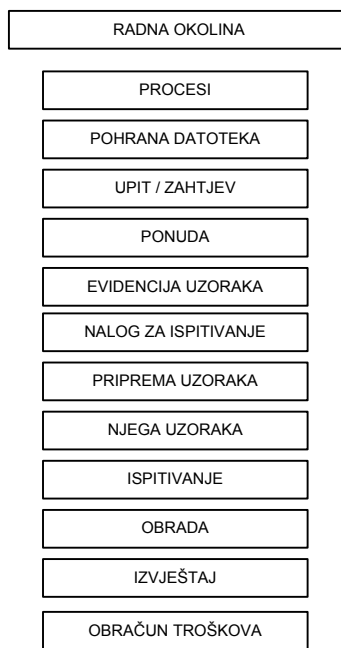 RADNA OKOLINA
PROCESI
POHRANA DATOTEKA
UPIT / ZAHTJEV
PONUDA
EVIDENCIJA UZORAKA
NALOG ZA ISPITIVANJE
PRIPREMA UZORAKA
NJEGA UZORAKA
ISPITIVANJE
OBRADA
IZVJEŠTAJ
OBRAČUN TROŠKOVA